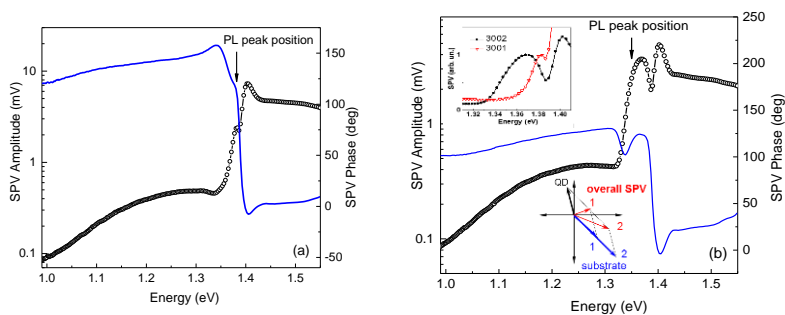 PL peak position
SPV Amplitude (mV)
10
1
0.1
SPV Phase (deg)
150
100
50
0
-50
(a)
1.0 1.1 1.2 1.3 1.4 1.5
Energy (eV)
PL peak position
SPV Amplitude (mV)
1
0.1
SPV Phase (deg)
250
200
150
100
50
0
SPV (arb. un.)
3002
3001
1.32 1.34 1.36 1.38 1.40
Energy (eV)
QD
overall SPV
1
2
1
2
substrate
(b)
1.0 1.1 1.2 1.3 1.4 1.5
Energy (eV)